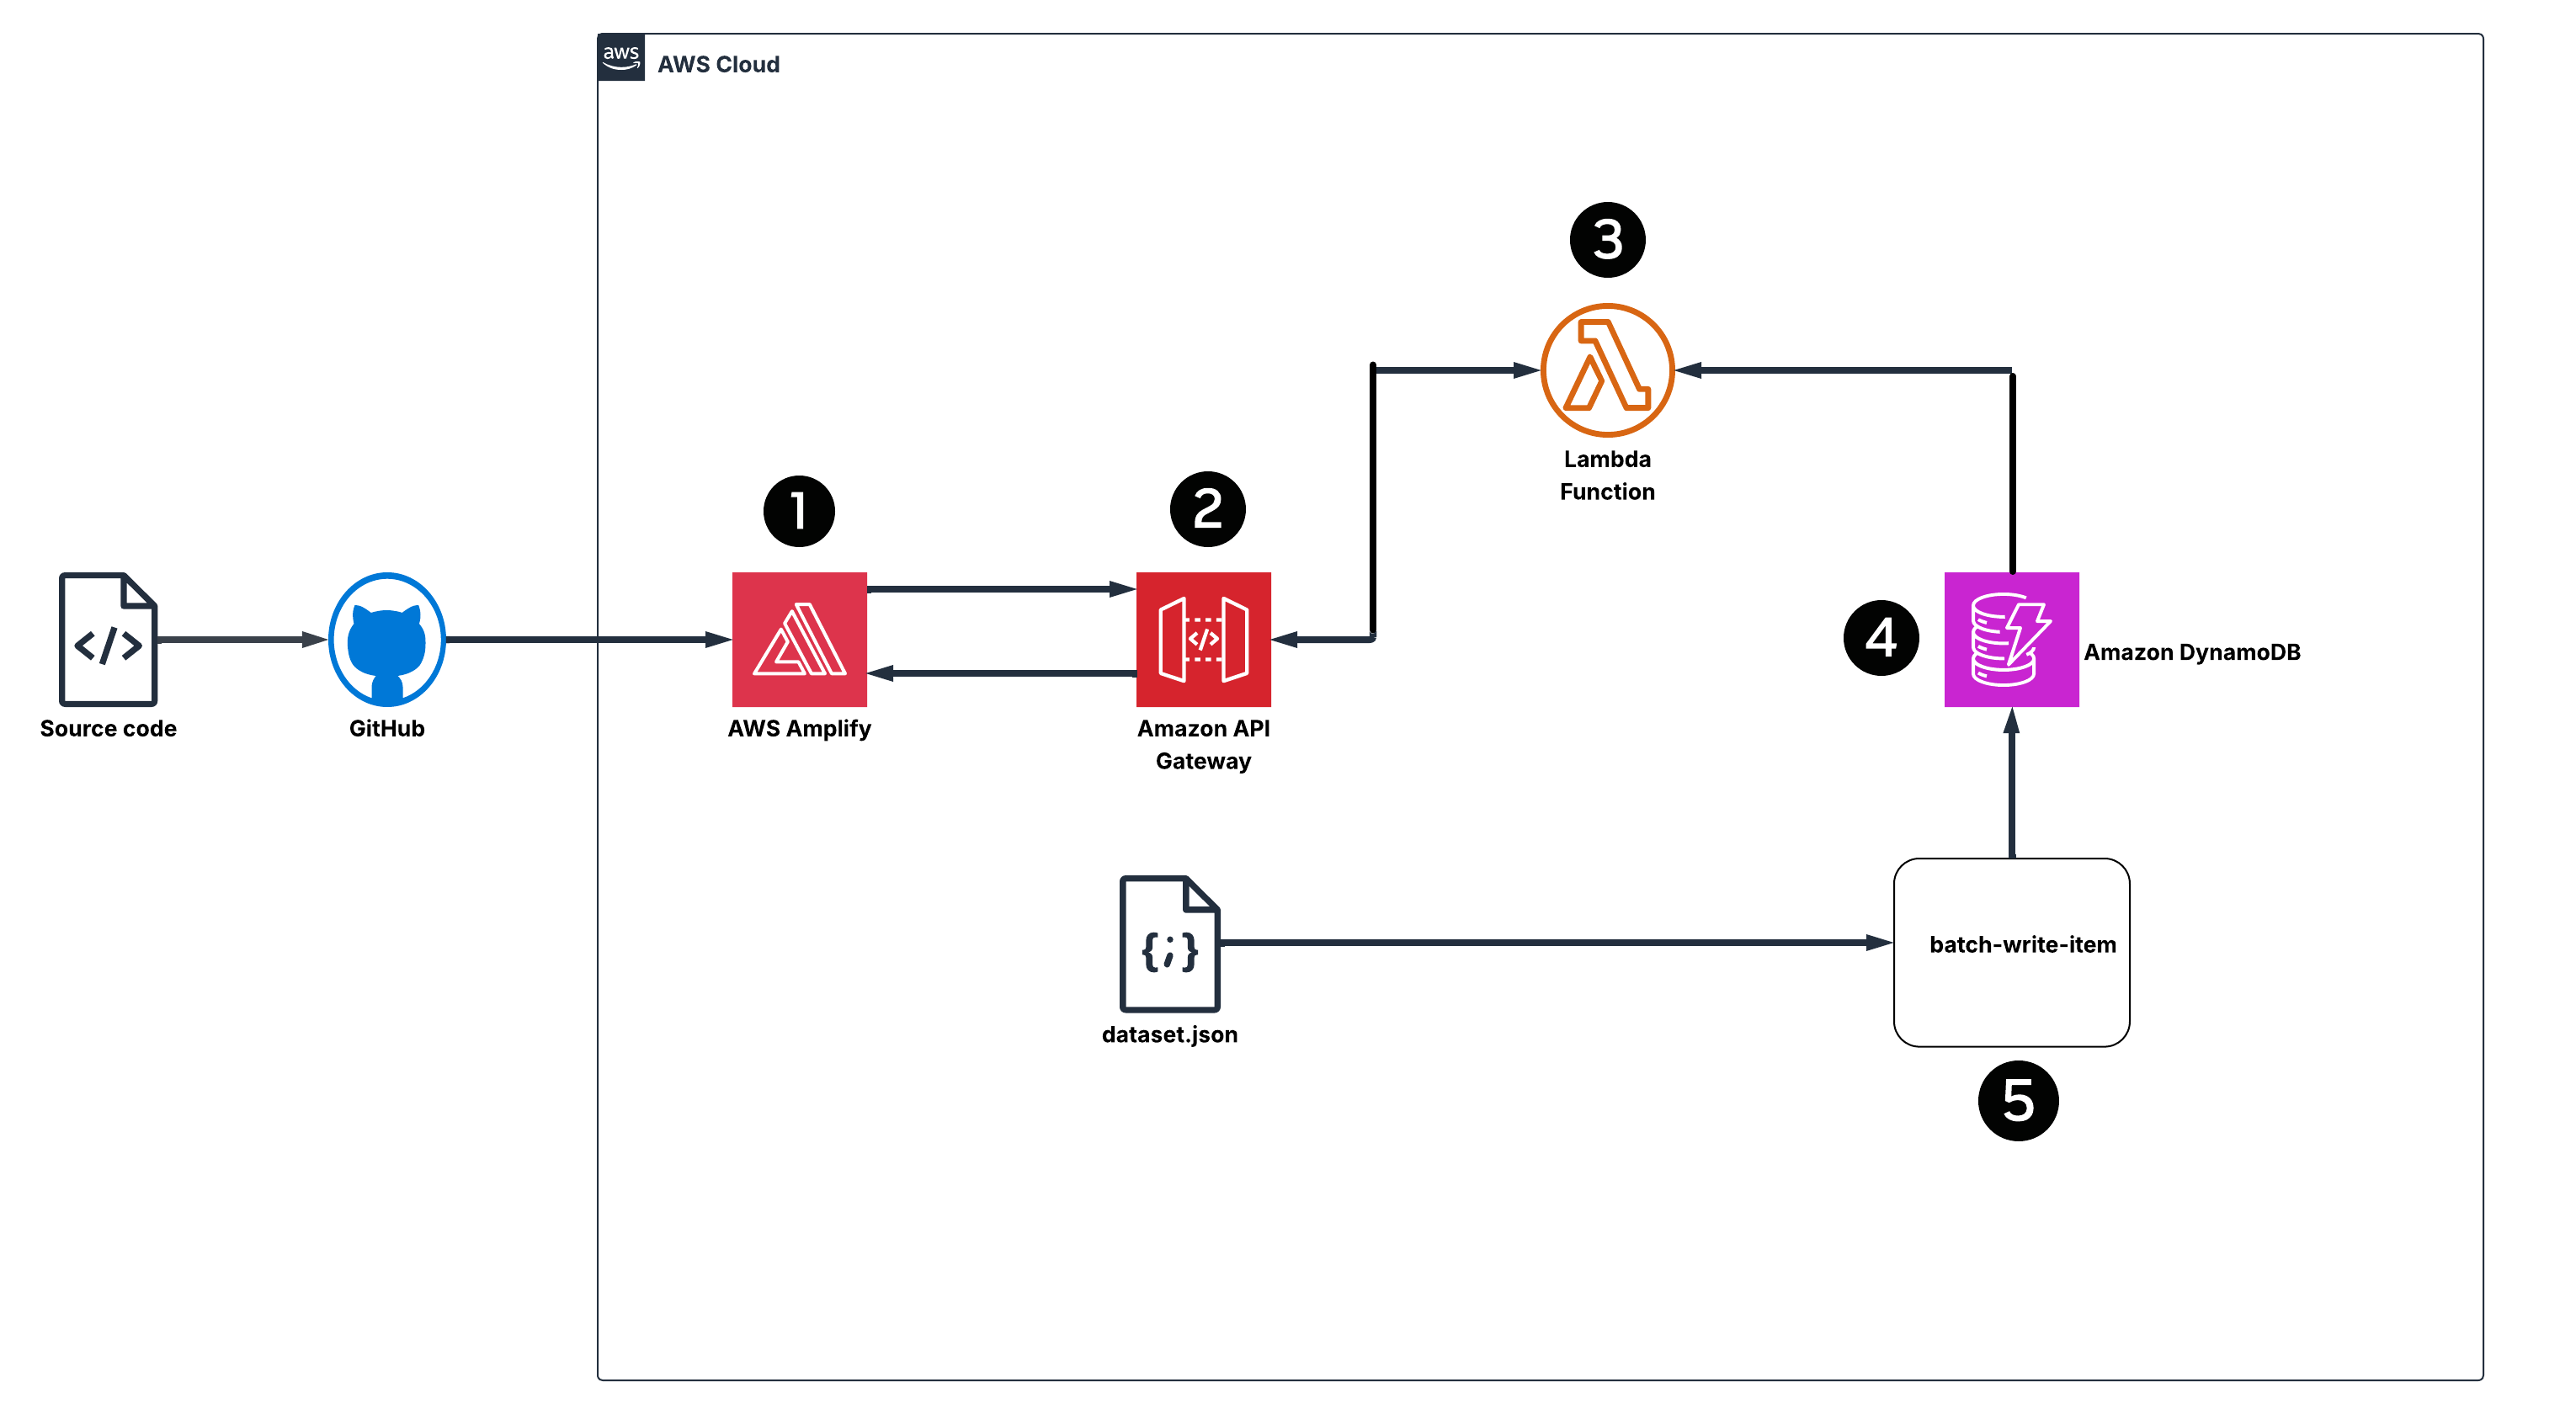 aws
AWS Cloud
3
Lambda
Function
1
2
4
Source code
GitHub
AWS Amplify
Amazon API
Gateway
Amazon DynamoDB
</>
</>
{;}
dataset.json
batch-write-item
5